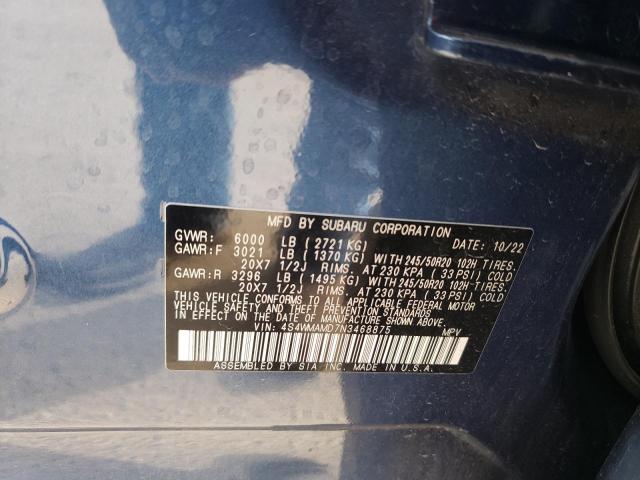 MFD BY SUBARU CORPORATION
GVWR: 6000 LB ( 2721 KG) DATE: 10/22
GAWR:F 3021 LB ( 1370 KG) WITH 245/50R20 102H TIRES.
20X7 1/2J RIMS. AT 230 KPA ( 33 PSI) COLD
GAWR:R 3296 LB ( 1495 KG) WITH 245/50R20 102H TIRES
20X7 1/2J RIMS. AT 230 KPA ( 33 PSI) COLD
THIS VEHICLE CONFORMS TO ALL APPLICABLE FEDERAL MOTOR
VEHICLE SAFETY AND THEFT PREVENTION STANDARDS
IN EFFECT ON THE DATE OF MANUFACTURE SHOWN ABOVE.
VIN: 4S4WMAMD7N3468875 MPV
ASSEMBLED BY SIA INC. MADE IN U.S.A.